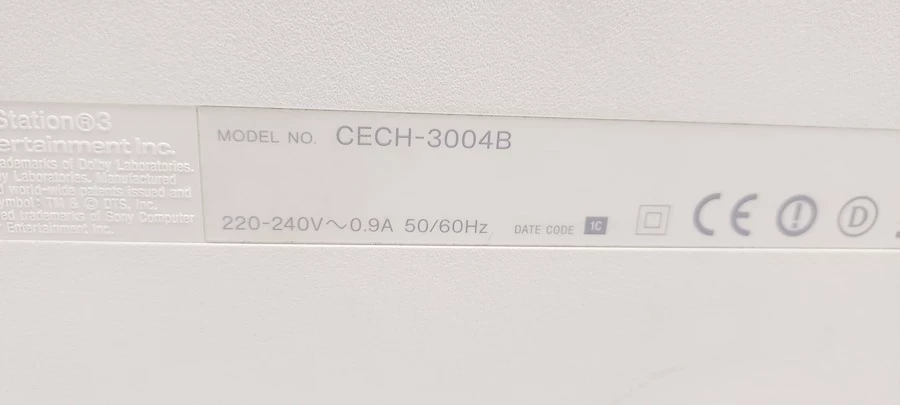 Station®3
ertainment Inc.
ademarks of Dolby Laboratories.
y Laboratories. Manufactured
d world-wide patents issued and
ymbol: TM & © DTS, Inc.
red trademarks of Sony Computer
Entertainment Inc.
MODEL NO. CECH-3004B
220-240V~0.9A 50/60Hz DATE CODE 1C CE D